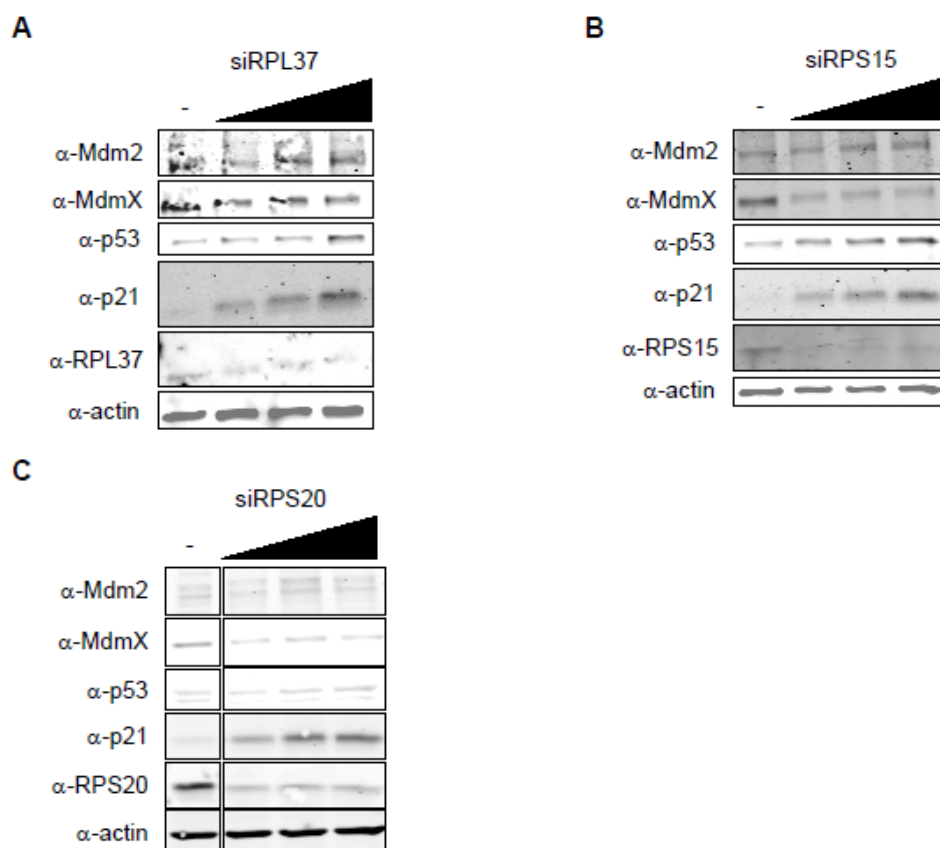 A
siRPL37
-
α-Mdm2
α-MdmX
α-p53
α-p21
α-RPL37
α-actin
B
siRPS15
-
α-Mdm2
α-MdmX
α-p53
α-p21
α-RPS15
α-actin
C
siRPS20
-
α-Mdm2
α-MdmX
α-p53
α-p21
α-RPS20
α-actin